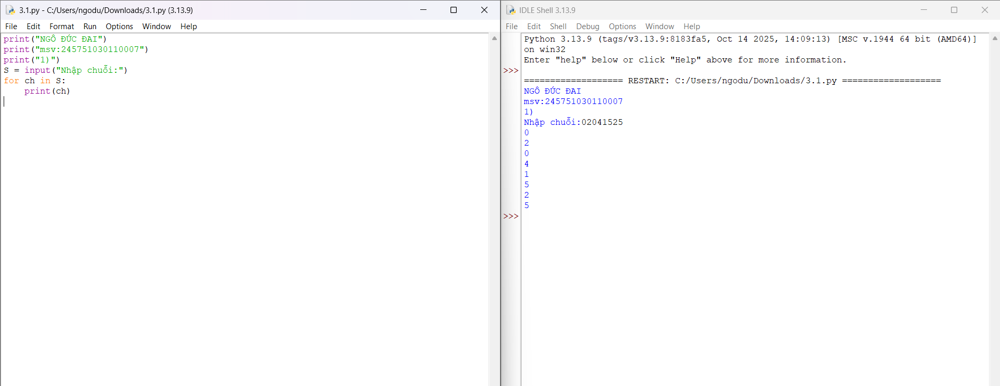 3.1.py - C:/Users/ngodu/Downloads/3.1.py (3.13.9)
File Edit Format Run Options Window Help
print("NGÔ ĐỨC ĐAI")
print("msv:245751030110007")
print("1)")
S = input("Nhập chuỗi:")
for ch in S:
    print(ch)
IDLE Shell 3.13.9
File Edit Shell Debug Options Window Help
Python 3.13.9 (tags/v3.13.9:8183fa5, Oct 14 2025, 14:09:13) [MSC v.1944 64 bit (AMD64)]
on win32
Enter "help" below or click "Help" above for more information.
>>>
=================== RESTART: C:/Users/ngodu/Downloads/3.1.py ===================
NGÔ ĐỨC ĐAI
msv:245751030110007
1)
Nhập chuỗi:02041525
0
2
0
4
1
5
2
5
>>>